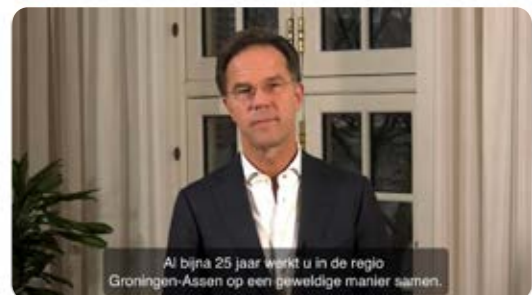 Al bijna 25 jaar werkt u in de regio
Groningen-Assen op een geweldige manier samen.